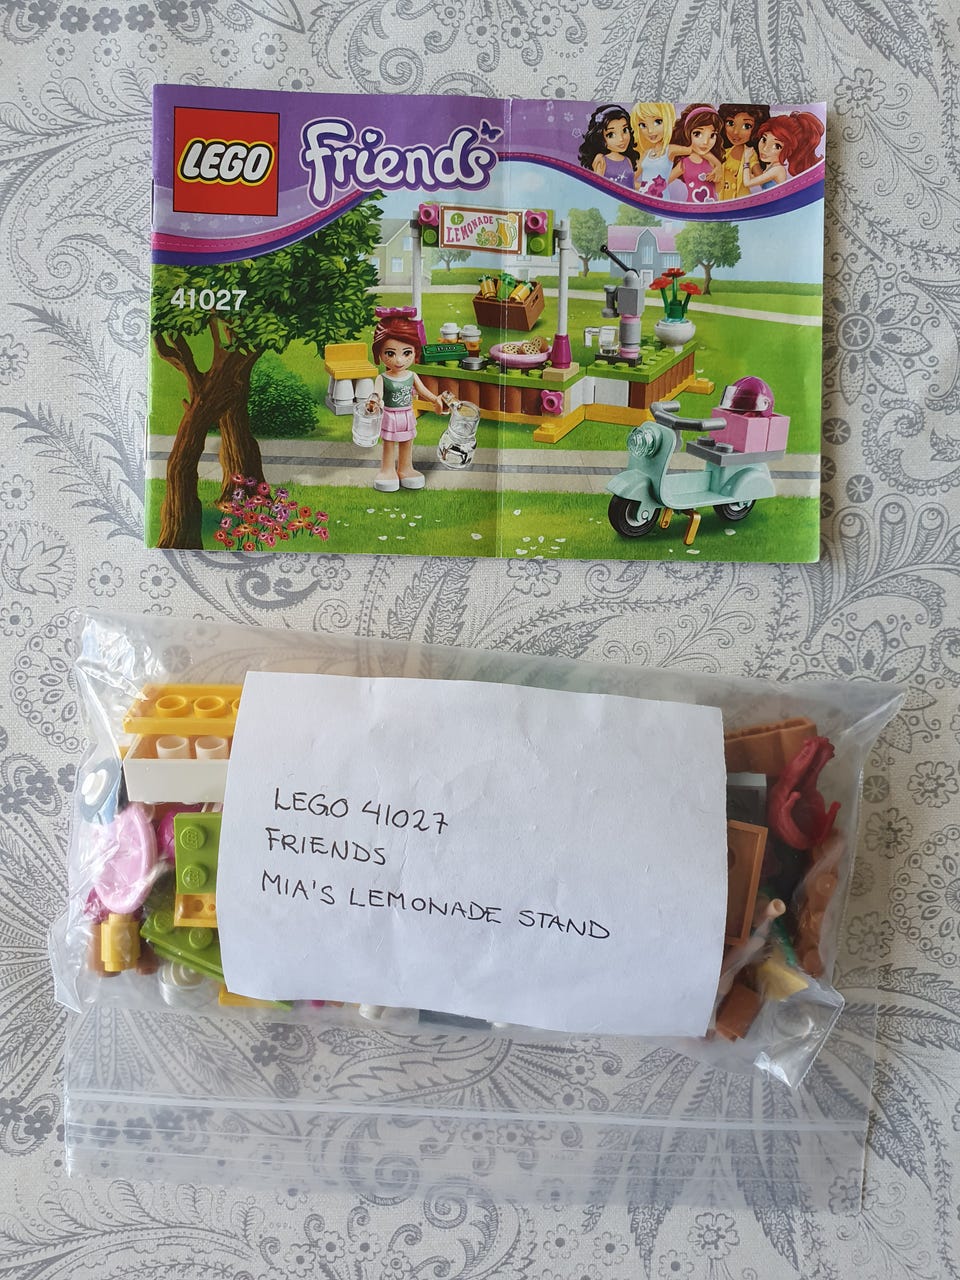 LEGO
friends
LEMONADE
41027
LEGO 41027
FRIENDS
MIA'S LEMONADE STAND